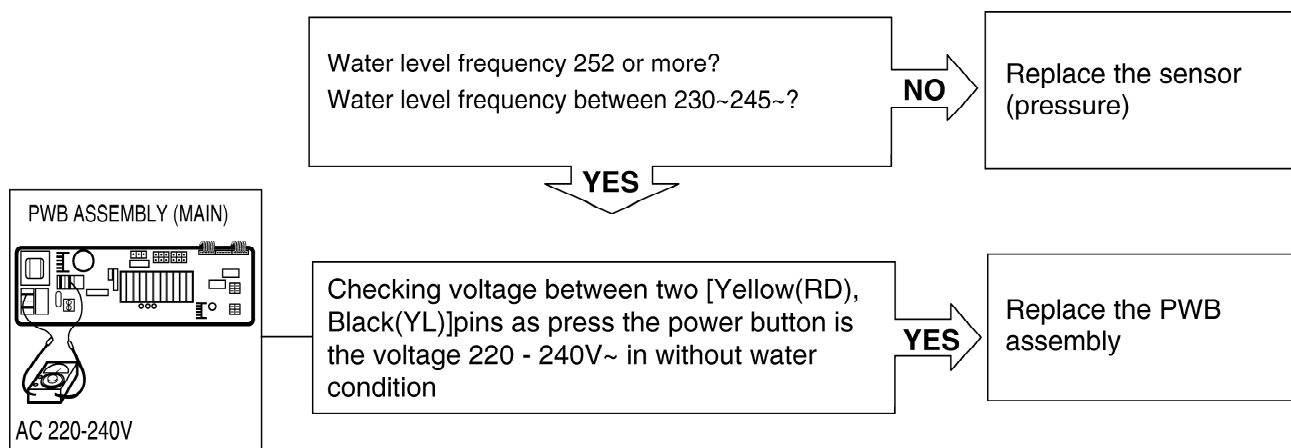 Water level frequency 252 or more?
Water level frequency between 230~245~?
NO
Replace the sensor
(pressure)
YES
PWB ASSEMBLY (MAIN)
AC 220-240V
Checking voltage between two [Yellow(RD),
Black(YL)]pins as press the power button is
the voltage 220 - 240V~ in without water
condition
YES
Replace the PWB
assembly